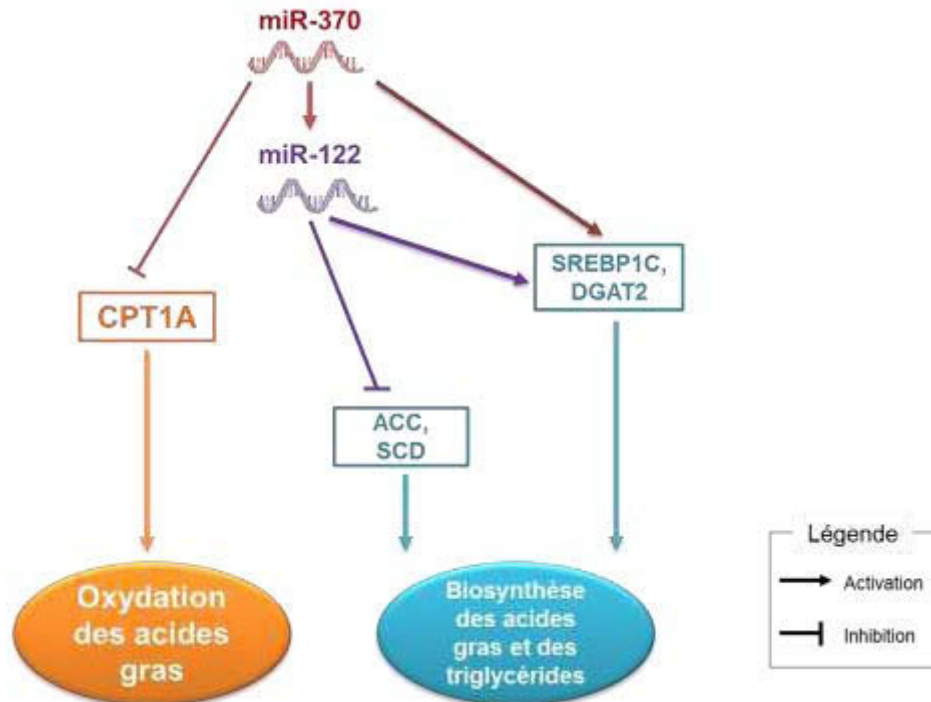 miR-370
miR-122
SREBP1C,
DGAT2
CPT1A
ACC,
SCD
Oxydation
des acides
gras
Biosynthèse
des acides
gras et des
triglycérides
Légende
Activation
Inhibition